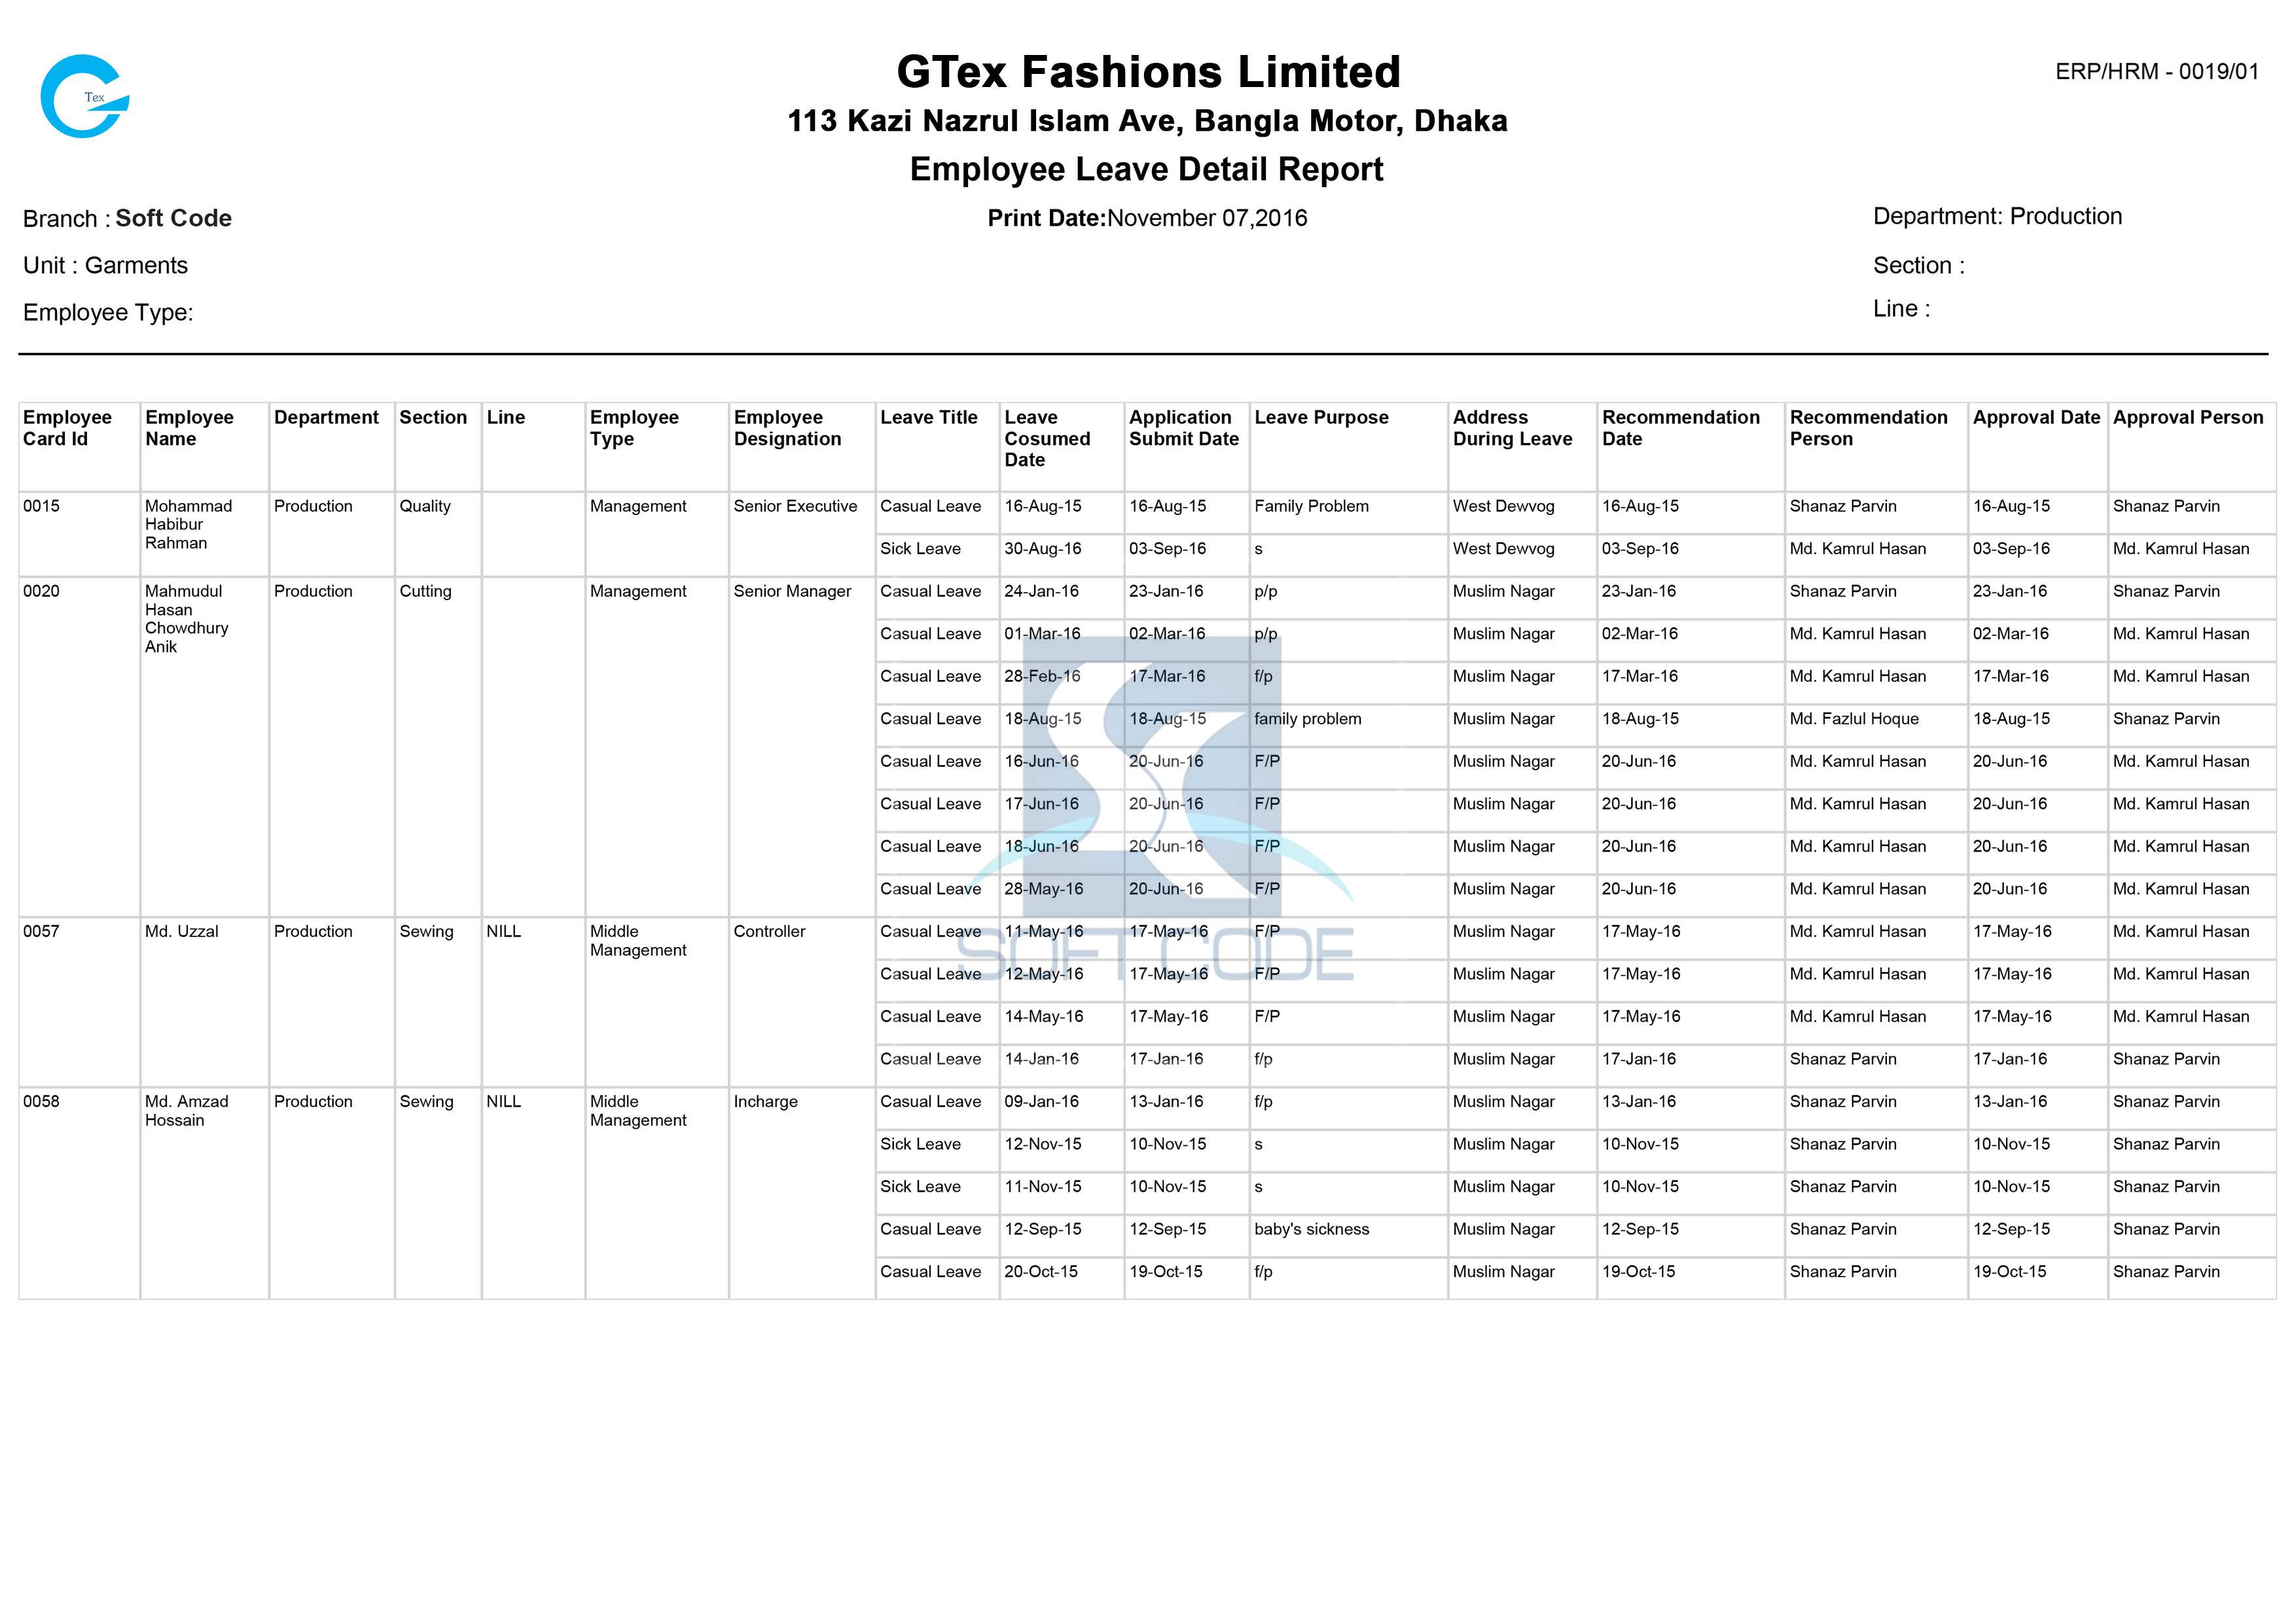 Tex
GTex Fashions Limited
ERP/HRM - 0019/01
113 Kazi Nazrul Islam Ave, Bangla Motor, Dhaka
Employee Leave Detail Report
Branch : Soft Code
Print Date:November 07,2016
Department: Production
Unit : Garments
Section :
Employee Type:
Line :
Employee Card Id Employee Name Department Section Line Employee Type Employee Designation Leave Title Leave Cosumed Date Application Submit Date Leave Purpose Address During Leave Recommendation Date Recommendation Person Approval Date Approval Person
0015 Mohammad Habibur Rahman Production Quality Management Senior Executive Casual Leave 16-Aug-15 16-Aug-15 Family Problem West Dewvog 16-Aug-15 Shanaz Parvin 16-Aug-15 Shanaz Parvin
Sick Leave 30-Aug-16 03-Sep-16 s West Dewvog 03-Sep-16 Md. Kamrul Hasan 03-Sep-16 Md. Kamrul Hasan
0020 Mahmudul Hasan Chowdhury Anik Production Cutting Management Senior Manager Casual Leave 24-Jan-16 23-Jan-16 p/p Muslim Nagar 23-Jan-16 Shanaz Parvin 23-Jan-16 Shanaz Parvin
Casual Leave 01-Mar-16 02-Mar-16 p/p Muslim Nagar 02-Mar-16 Md. Kamrul Hasan 02-Mar-16 Md. Kamrul Hasan
Casual Leave 28-Feb-16 17-Mar-16 f/p Muslim Nagar 17-Mar-16 Md. Kamrul Hasan 17-Mar-16 Md. Kamrul Hasan
Casual Leave 18-Aug-15 18-Aug-15 family problem Muslim Nagar 18-Aug-15 Md. Fazlul Hoque 18-Aug-15 Shanaz Parvin
Casual Leave 16-Jun-16 20-Jun-16 F/P Muslim Nagar 20-Jun-16 Md. Kamrul Hasan 20-Jun-16 Md. Kamrul Hasan
Casual Leave 17-Jun-16 20-Jun-16 F/P Muslim Nagar 20-Jun-16 Md. Kamrul Hasan 20-Jun-16 Md. Kamrul Hasan
Casual Leave 18-Jun-16 20-Jun-16 F/P Muslim Nagar 20-Jun-16 Md. Kamrul Hasan 20-Jun-16 Md. Kamrul Hasan
Casual Leave 28-May-16 20-Jun-16 F/P Muslim Nagar 20-Jun-16 Md. Kamrul Hasan 20-Jun-16 Md. Kamrul Hasan
0057 Md. Uzzal Production Sewing NILL Middle Management Controller Casual Leave 11-May-16 17-May-16 F/P Muslim Nagar 17-May-16 Md. Kamrul Hasan 17-May-16 Md. Kamrul Hasan
SOFT CODE
Casual Leave 12-May-16 17-May-16 F/P Muslim Nagar 17-May-16 Md. Kamrul Hasan 17-May-16 Md. Kamrul Hasan
Casual Leave 14-May-16 17-May-16 F/P Muslim Nagar 17-May-16 Md. Kamrul Hasan 17-May-16 Md. Kamrul Hasan
Casual Leave 14-Jan-16 17-Jan-16 f/p Muslim Nagar 17-Jan-16 Shanaz Parvin 17-Jan-16 Shanaz Parvin
0058 Md. Amzad Hossain Production Sewing NILL Middle Management Incharge Casual Leave 09-Jan-16 13-Jan-16 f/p Muslim Nagar 13-Jan-16 Shanaz Parvin 13-Jan-16 Shanaz Parvin
Sick Leave 12-Nov-15 10-Nov-15 s Muslim Nagar 10-Nov-15 Shanaz Parvin 10-Nov-15 Shanaz Parvin
Sick Leave 11-Nov-15 10-Nov-15 s Muslim Nagar 10-Nov-15 Shanaz Parvin 10-Nov-15 Shanaz Parvin
Casual Leave 12-Sep-15 12-Sep-15 baby's sickness Muslim Nagar 12-Sep-15 Shanaz Parvin 12-Sep-15 Shanaz Parvin
Casual Leave 20-Oct-15 19-Oct-15 f/p Muslim Nagar 19-Oct-15 Shanaz Parvin 19-Oct-15 Shanaz Parvin